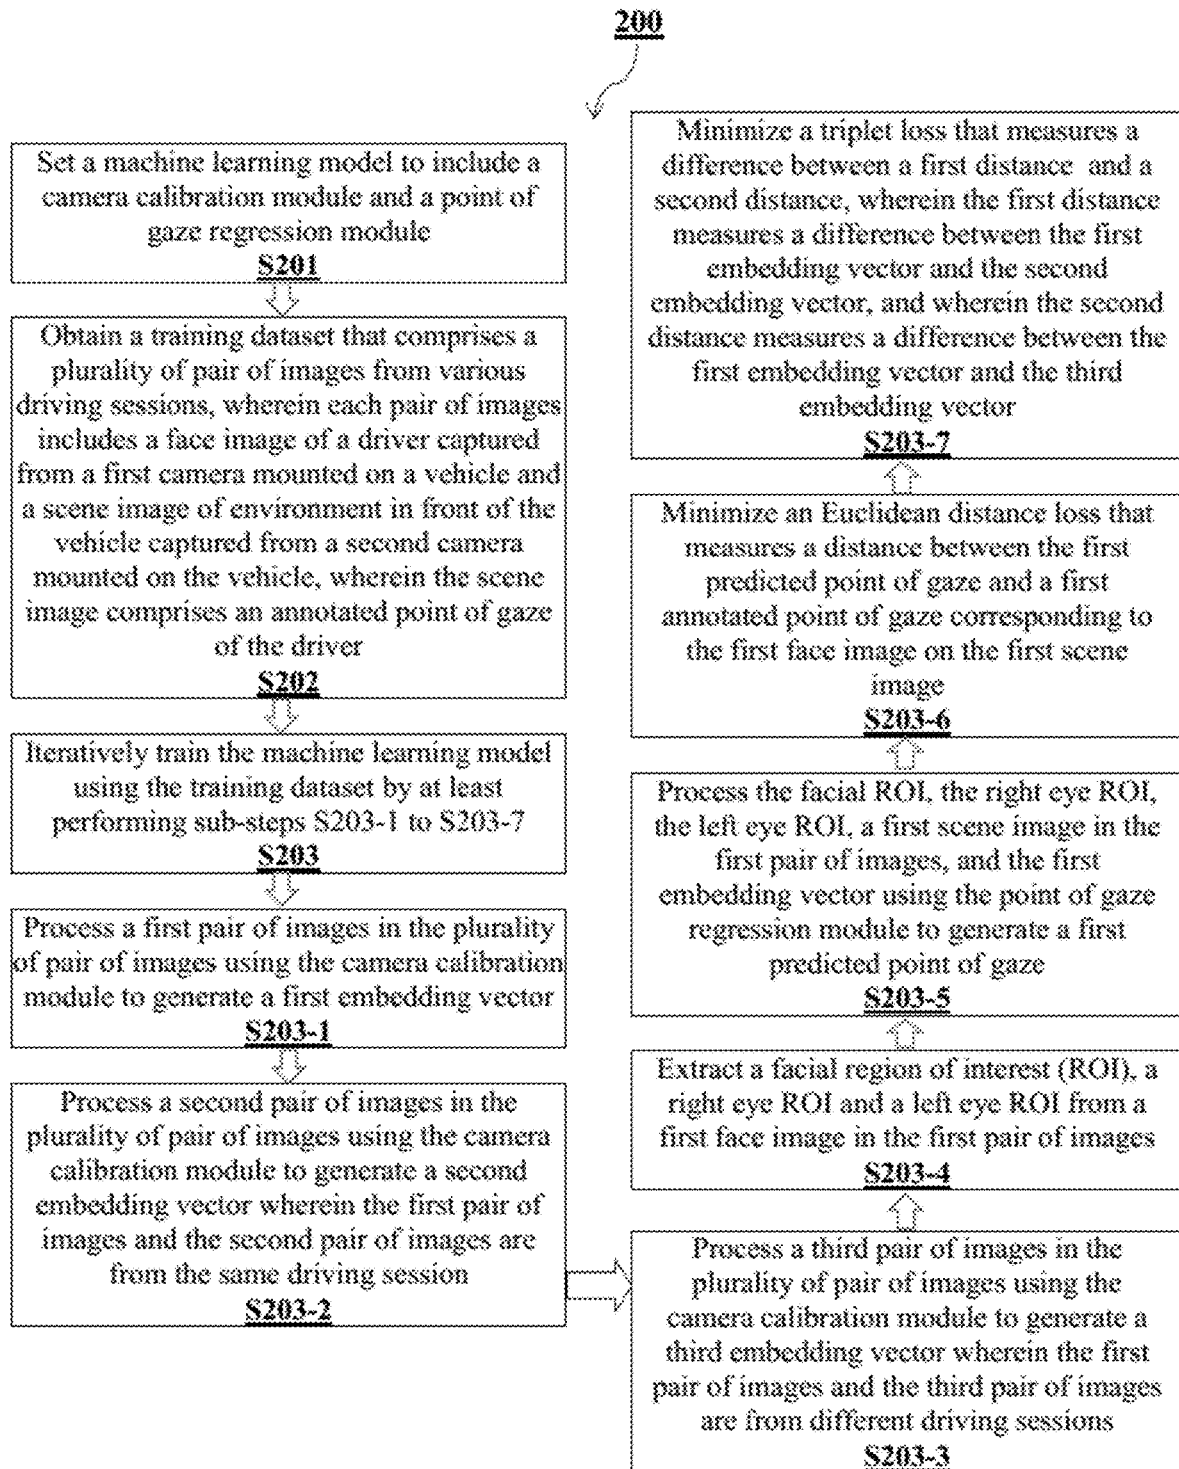 200
Set a machine learning model to include a
camera calibration module and a point of
gaze regression module
S201
Obtain a training dataset that comprises a
plurality of pair of images from various
driving sessions, wherein each pair of images
includes a face image of a driver captured
from a first camera mounted on a vehicle and
a scene image of environment in front of the
vehicle captured from a second camera
mounted on the vehicle, wherein the scene
image comprises an annotated point of gaze
of the driver
S202
Iteratively train the machine learning model
using the training dataset by at least
performing sub-steps S203-1 to S203-7
S203
Process a first pair of images in the plurality
of pair of images using the camera calibration
module to generate a first embedding vector
S203-1
Process a second pair of images in the
plurality of pair of images using the camera
calibration module to generate a second
embedding vector wherein the first pair of
images and the second pair of images are
from the same driving session
S203-2
Process a third pair of images in the
plurality of pair of images using the
camera calibration module to generate a
third embedding vector wherein the first
pair of images and the third pair of images
are from different driving sessions
S203-3
Extract a facial region of interest (ROI), a
right eye ROI and a left eye ROI from a
first face image in the first pair of images
S203-4
Process the facial ROI, the right eye ROI,
the left eye ROI, a first scene image in the
first pair of images, and the first
embedding vector using the point of gaze
regression module to generate a first
predicted point of gaze
S203-5
Minimize an Euclidean distance loss that
measures a distance between the first
predicted point of gaze and a first
annotated point of gaze corresponding to
the first face image on the first scene
image
S203-6
Minimize a triplet loss that measures a
difference between a first distance and a
second distance, wherein the first distance
measures a difference between the first
embedding vector and the second
embedding vector, and wherein the second
distance measures a difference between the
first embedding vector and the third
embedding vector
S203-7